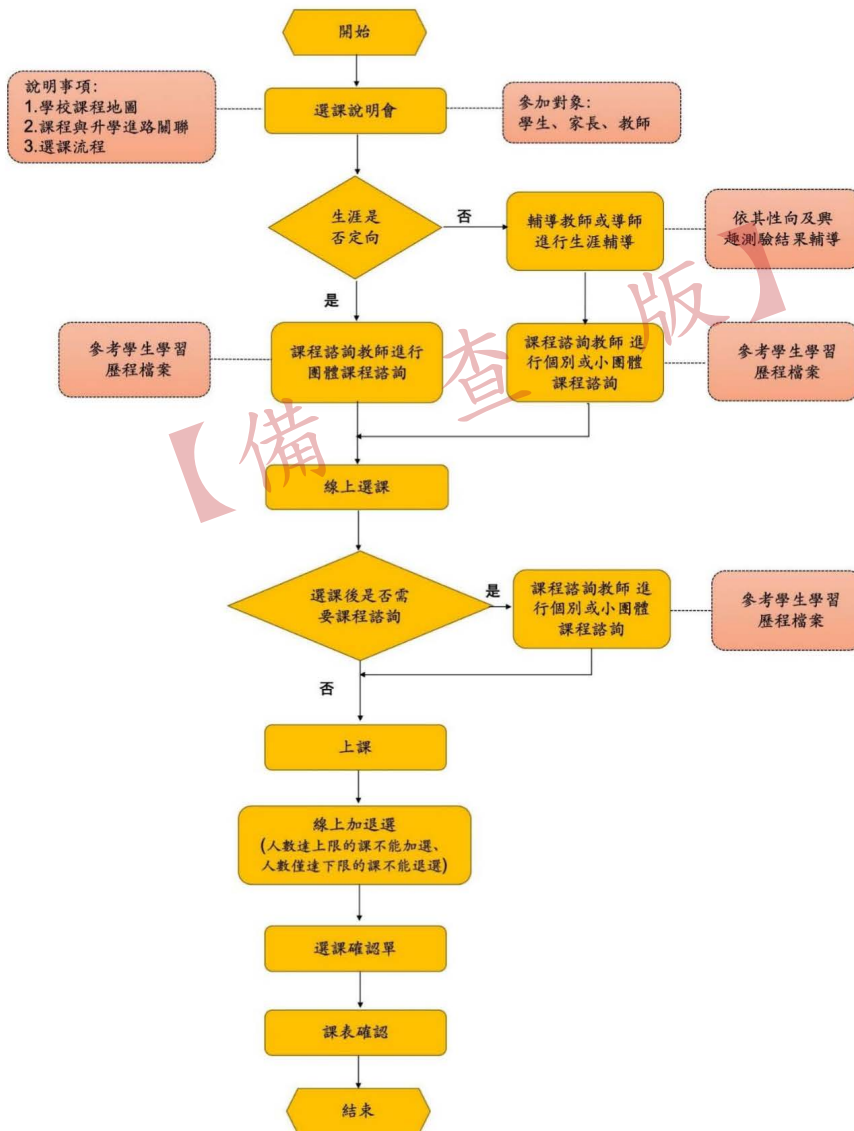 開始
說明事項:
1.學校課程地圖
2.課程與升學進路關聯
3.選課流程
選課說明會
參加對象:
學生、家長、教師
生涯是
否定向
否
輔導教師或導師
進行生涯輔導
依其性向及興
趣測驗結果輔導
是
參考學生學習
歷程檔案
課程諮詢教師進行
團體課程諮詢
課程諮詢教師 進
行個別或小團體
課程諮詢
參考學生學習
歷程檔案
線上選課
選課後是否需
要課程諮詢
是
課程諮詢教師 進
行個別或小團體
課程諮詢
參考學生學習
歷程檔案
否
上課
線上加退選
(人數達上限的課不能加選、
人數僅達下限的課不能退選)
選課確認單
課表確認
結束
【備查版】